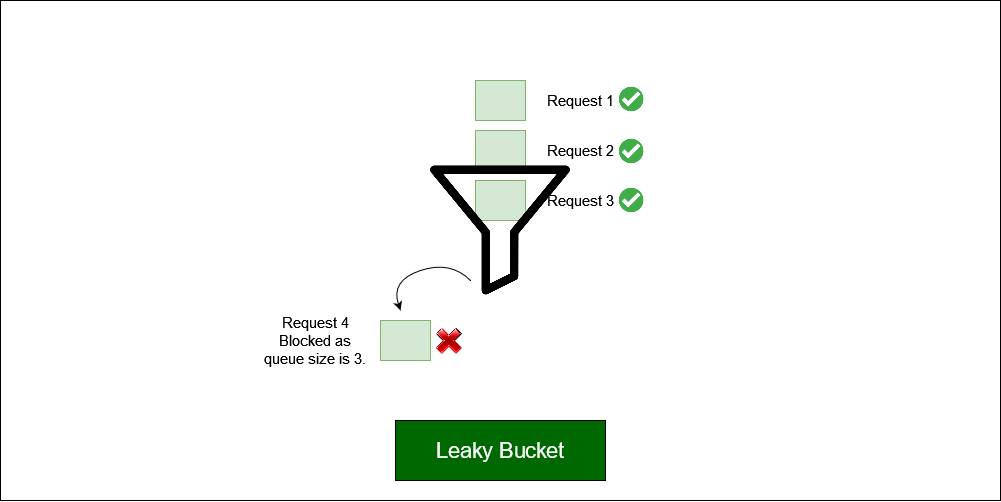 Request 1
Request 2
Request 3
Request 4
Blocked as
queue size is 3.
Leaky Bucket